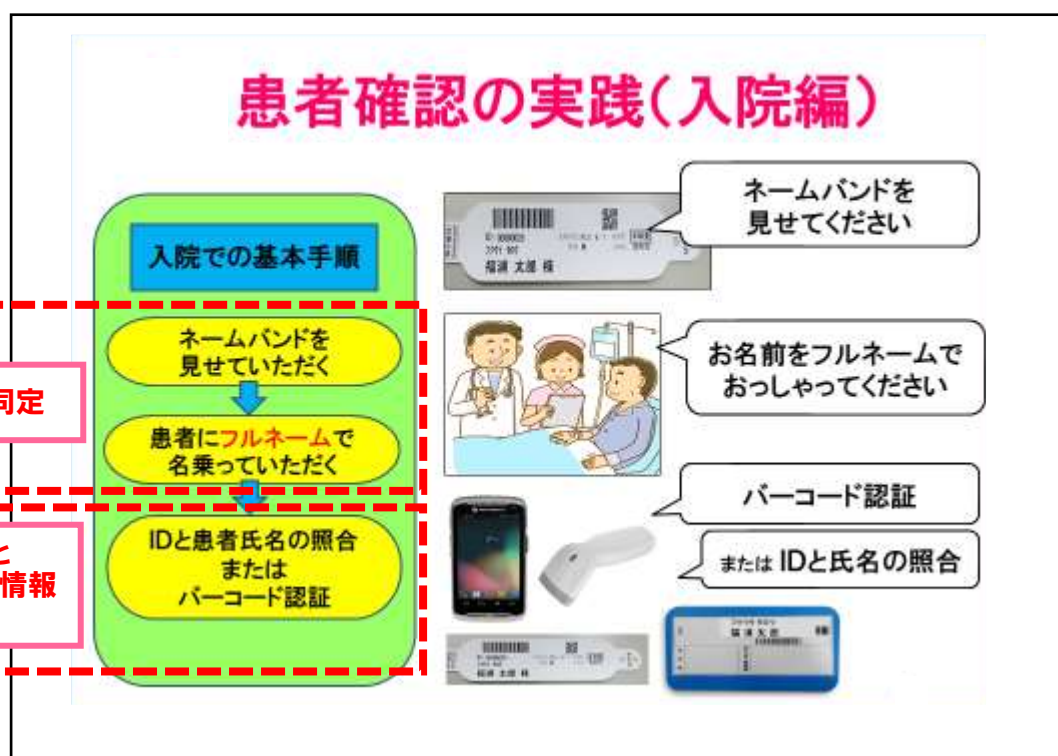 患者確認の実践(入院編)
入院での基本手順
ネームバンドを
見せていただく
患者にフルネームで
名乗っていただく
IDと患者氏名の照合
または
バーコード認証
同定
と
情報
ネームバンドを
見せてください
福浦 太郎 様
お名前をフルネームで
おっしゃってください
バーコード認証
または IDと氏名の照合
福浦 太郎 様
福浦太郎